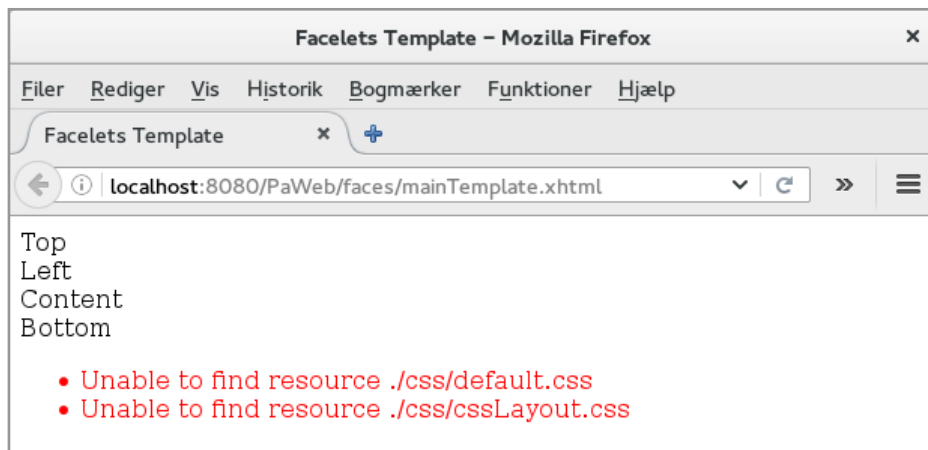 Facelets Template – Mozilla Firefox
Filer Rediger Vis Historik Bogmærker Funktioner Hjælp
Facelets Template
localhost:8080/PaWeb/faces/mainTemplate.xhtml
Top
Left
Content
Bottom
• Unable to find resource ./css/default.css
• Unable to find resource ./css/cssLayout.css